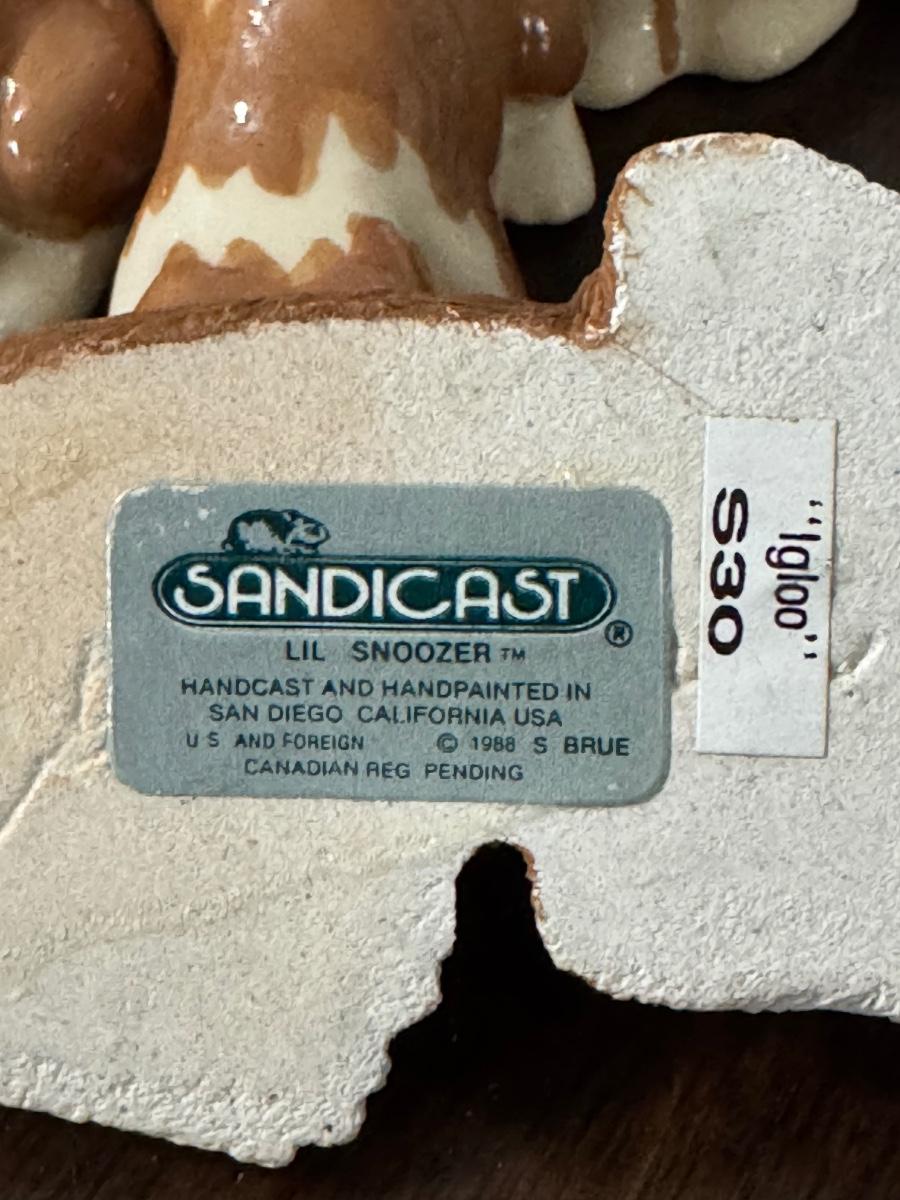 SANDICAST
®
LIL SNOOZER™
HANDCAST AND HANDPAINTED IN
SAN DIEGO CALIFORNIA USA
U S AND FOREIGN © 1988 S BRUE
CANADIAN REG PENDING
"Igloo"
S30